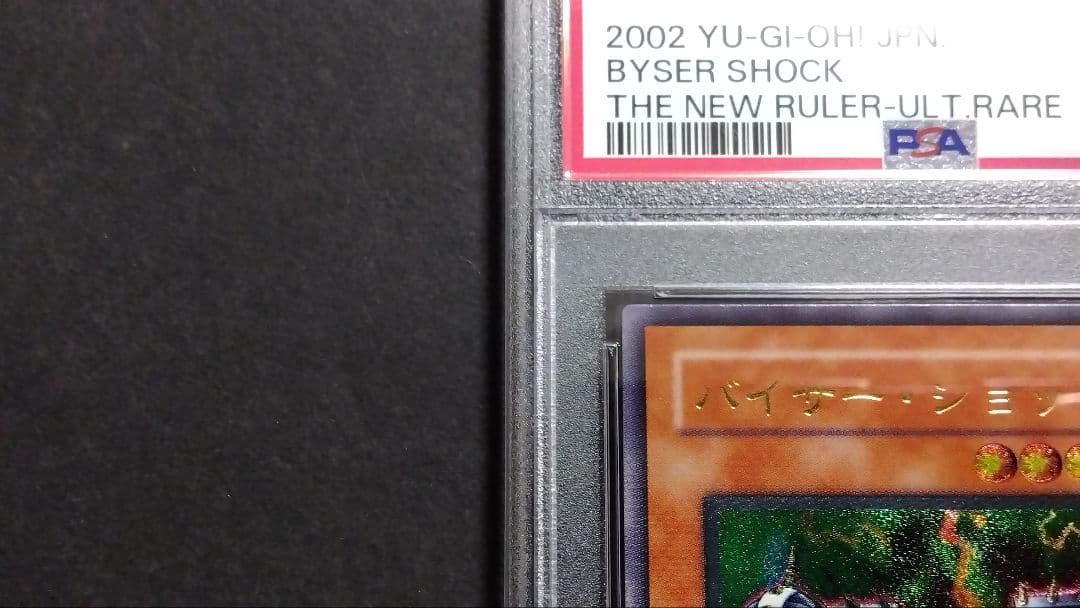 2002 YU-GI-OH! JPN.
BYSER SHOCK
THE NEW RULER-ULT.RARE
PSA
バイサー・ショッ